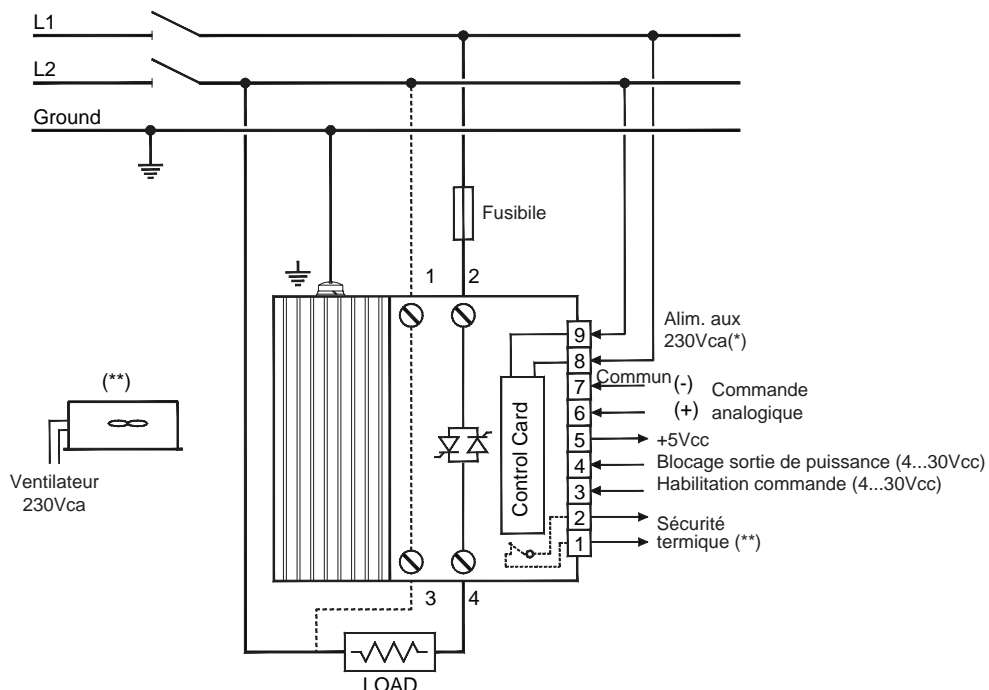 L1
L2
Ground
Fusibile
1
2
Alim. aux
230Vca(*)
9
8
7
6
5
4
3
2
1
Commun (-)
Commande
(+) analogique
+5Vcc
Blocage sortie de puissance (4...30Vcc)
Habilitation commande (4...30Vcc)
Sécurité
termique (**)
Control Card
(**)
Ventilateur
230Vca
3
4
LOAD